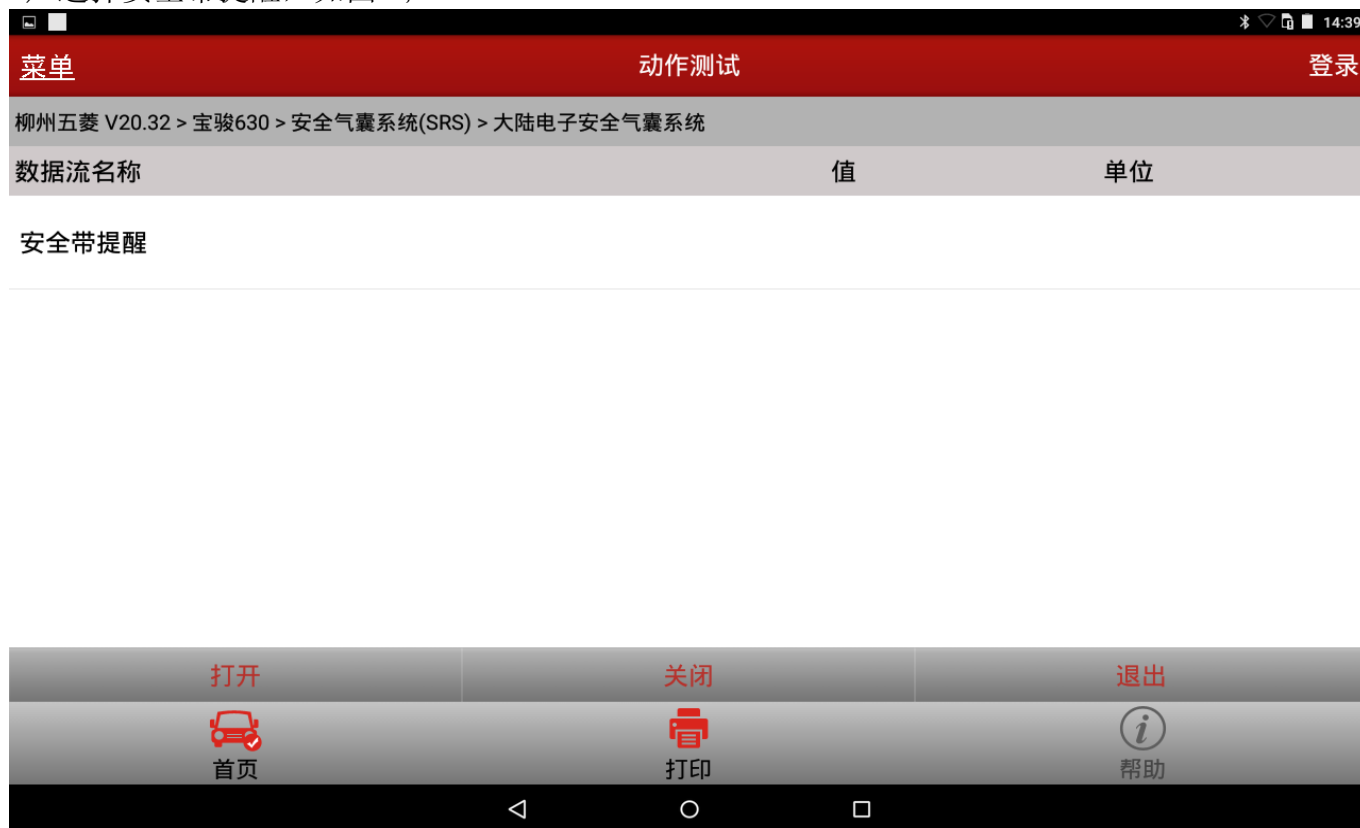 14:39
菜单 动作测试 登录
柳州五菱 V20.32 > 宝骏630 > 安全气囊系统(SRS) > 大陆电子安全气囊系统
数据流名称 值 单位
安全带提醒
打开 关闭 退出
首页 打印 帮助